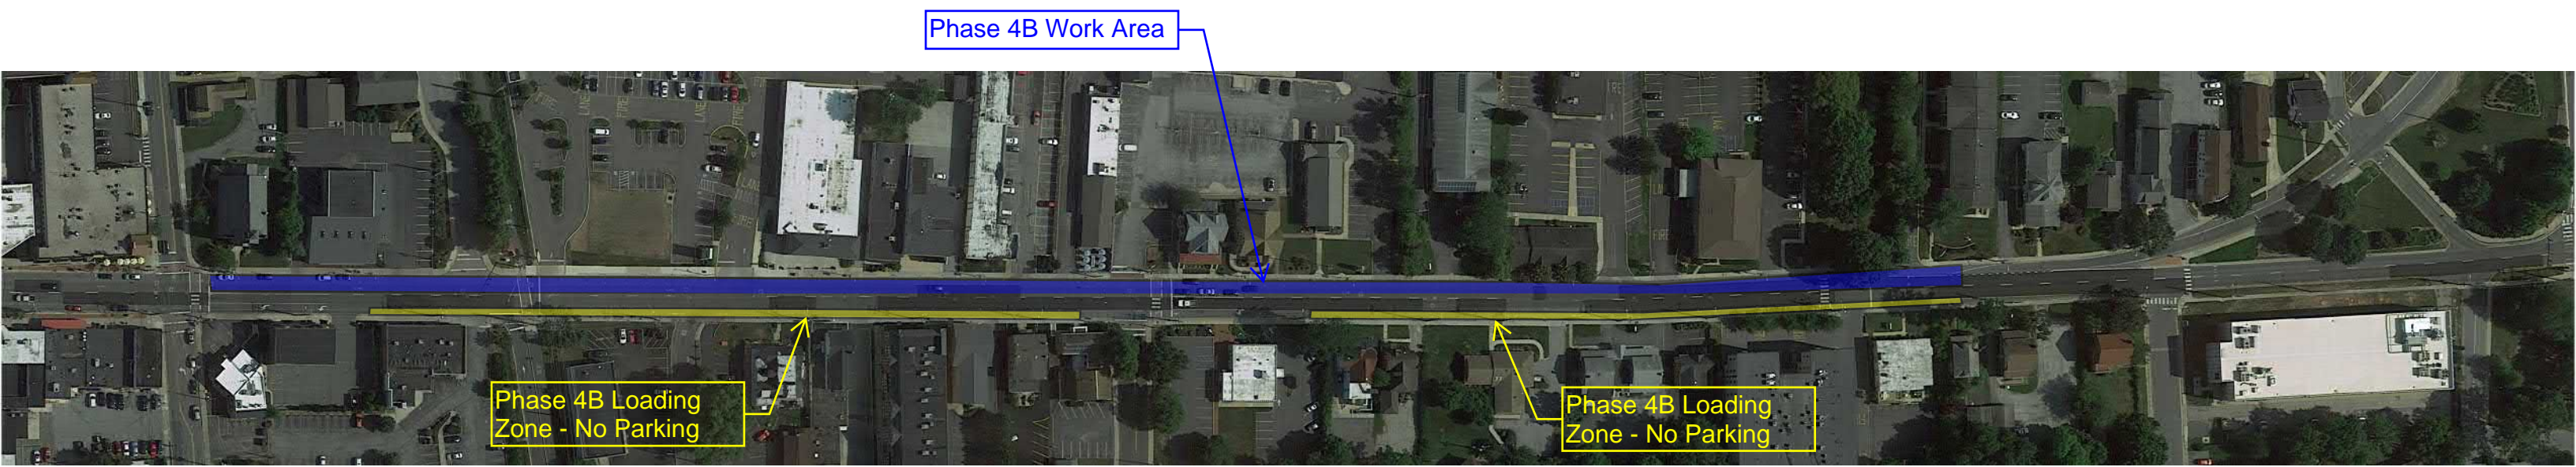 Phase 4B Work Area
Phase 4B Loading
Zone - No Parking
Phase 4B Loading
Zone - No Parking